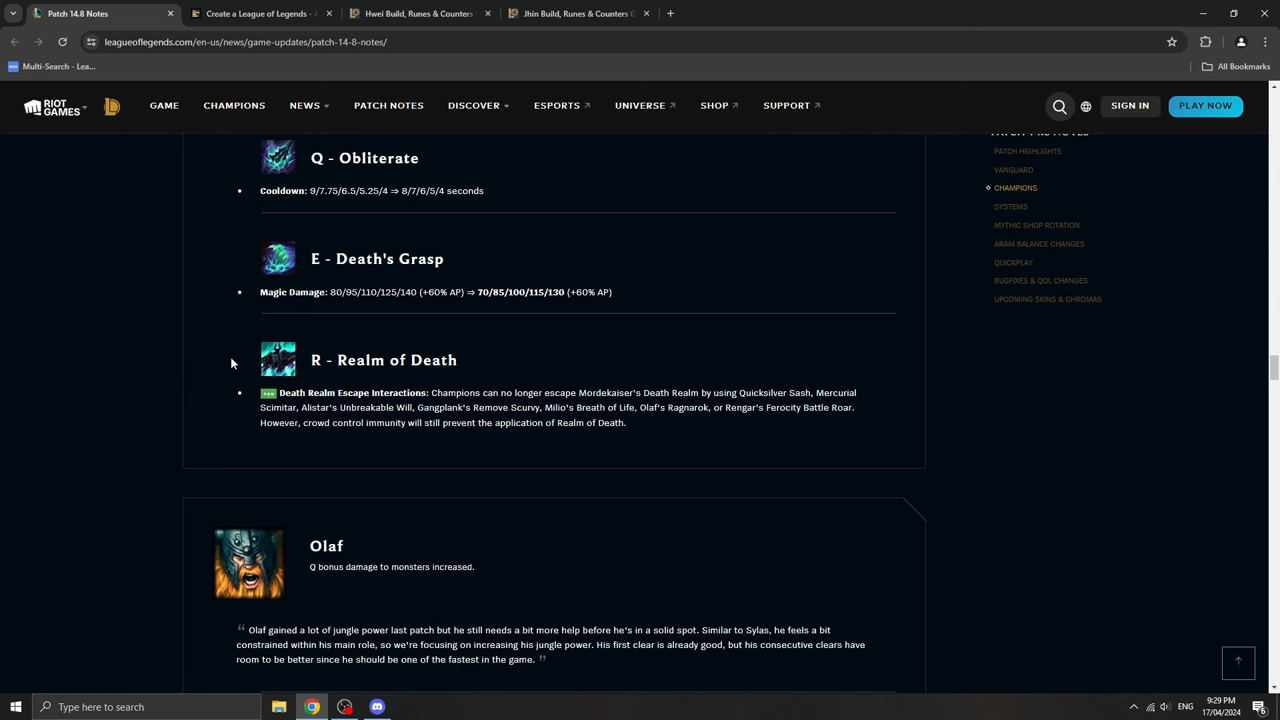 Patch 14.8 Notes
Create a League of Legends - A
Hwei Build, Runes & Counters
Jhin Build, Runes & Counters G
leagueoflegends.com/en-us/news/game-updates/patch-14-8-notes/
Multi-Search - Lea...
All Bookmarks
RIOT GAMES
GAME
CHAMPIONS
NEWS
PATCH NOTES
DISCOVER
ESPORTS
UNIVERSE
SHOP
SUPPORT
SIGN IN
PLAY NOW
Q - Obliterate
Cooldown: 9/7.75/6.5/5.25/4 ⇒ 8/7/6/5/4 seconds
E - Death's Grasp
Magic Damage: 80/95/110/125/140 (+60% AP) ⇒ 70/85/100/115/130 (+60% AP)
R - Realm of Death
NEW Death Realm Escape Interactions: Champions can no longer escape Mordekaiser's Death Realm by using Quicksilver Sash, Mercurial
Scimitar, Alistar's Unbreakable Will, Gangplank's Remove Scurvy, Milio's Breath of Life, Olaf's Ragnarok, or Rengar's Ferocity Battle Roar.
However, crowd control immunity will still prevent the application of Realm of Death.
Olaf
Q bonus damage to monsters increased.
" Olaf gained a lot of jungle power last patch but he still needs a bit more help before he's in a solid spot. Similar to Sylas, he feels a bit
constrained within his main role, so we're focusing on increasing his jungle power. His first clear is already good, but his consecutive clears have
room to be better since he should be one of the fastest in the game. "
PATCH HIGHLIGHTS
VANGUARD
CHAMPIONS
SYSTEMS
MYTHIC SHOP ROTATION
ARAM BALANCE CHANGES
QUICKPLAY
BUGFIXES & QOL CHANGES
UPCOMING SKINS & CHROMAS
Type here to search
ENG
9:29 PM
17/04/2024
6